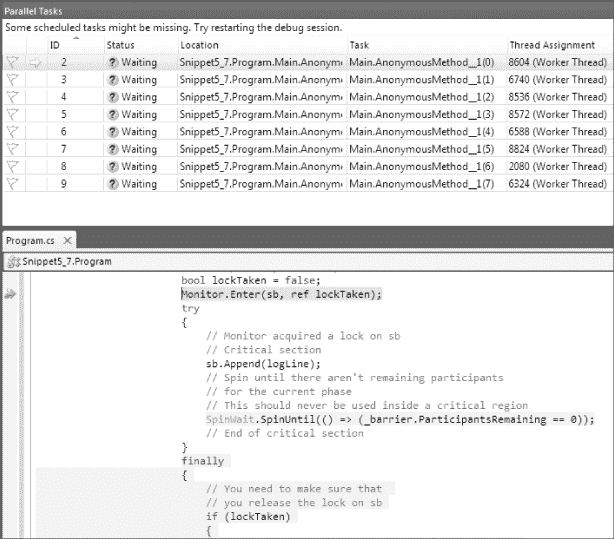 Parallel Tasks
Some scheduled tasks might be missing. Try restarting the debug session.
ID Status Location Task Thread Assignment
2 Waiting Snippet5_7.Program.Main.Anonym Main.AnonymousMethod__1(0) 8604 (Worker Thread)
3 Waiting Snippet5_7.Program.Main.Anonym Main.AnonymousMethod__1(1) 6740 (Worker Thread)
4 Waiting Snippet5_7.Program.Main.Anonym Main.AnonymousMethod__1(2) 8536 (Worker Thread)
5 Waiting Snippet5_7.Program.Main.Anonym Main.AnonymousMethod__1(3) 8572 (Worker Thread)
6 Waiting Snippet5_7.Program.Main.Anonym Main.AnonymousMethod__1(4) 6588 (Worker Thread)
7 Waiting Snippet5_7.Program.Main.Anonym Main.AnonymousMethod__1(5) 8824 (Worker Thread)
8 Waiting Snippet5_7.Program.Main.Anonym Main.AnonymousMethod__1(6) 2080 (Worker Thread)
9 Waiting Snippet5_7.Program.Main.Anonym Main.AnonymousMethod__1(7) 6324 (Worker Thread)
Program.cs X
Snippet5_7.Program
bool lockTaken = false;
Monitor.Enter(sb, ref lockTaken);
try
{
// Monitor acquired a lock on sb
// Critical section
sb.Append(logLine);
// Spin until there aren't remaining participants
// for the current phase
// This should never be used inside a critical region
SpinWait.SpinUntil(() => (_barrier.ParticipantsRemaining == 0));
// End of critical section
}
finally
{
// You need to make sure that
// you release the lock on sb
if (lockTaken)
{